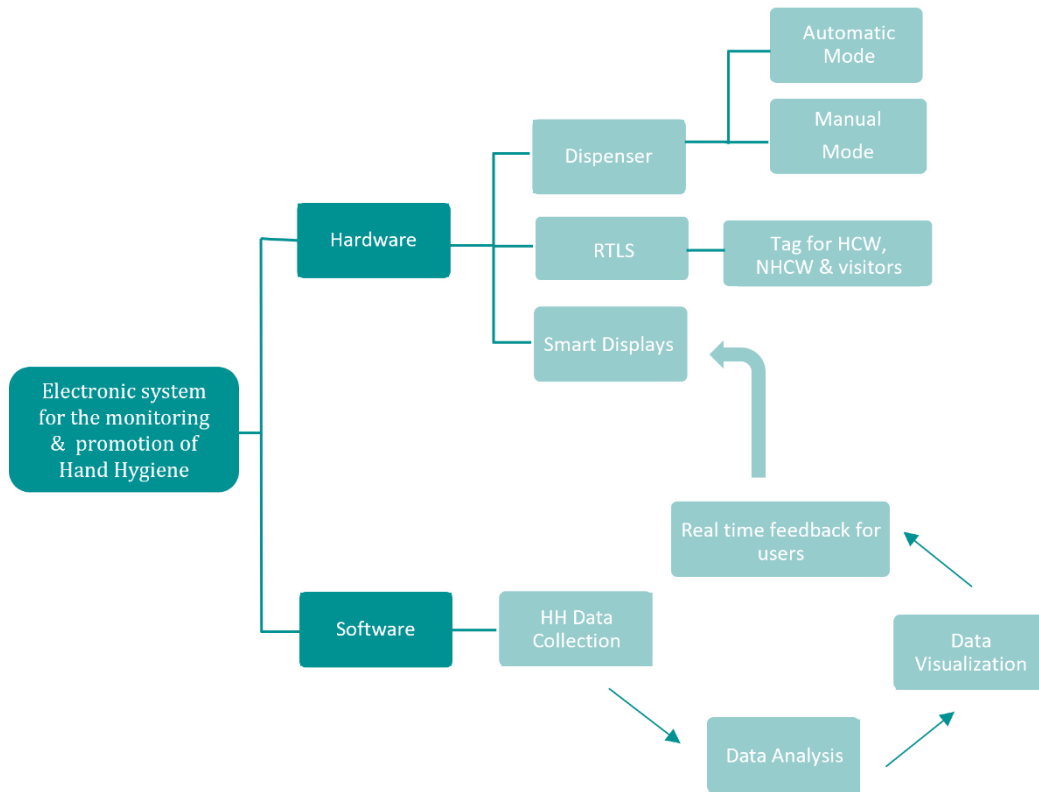 Automatic
Mode
Manual
Mode
Dispenser
Hardware
RTLS
Tag for HCW,
NHCW & visitors
Smart Displays
Electronic system
for the monitoring
& promotion of
Hand Hygiene
Real time feedback for
users
Software
HH Data
Collection
Data
Visualization
Data Analysis